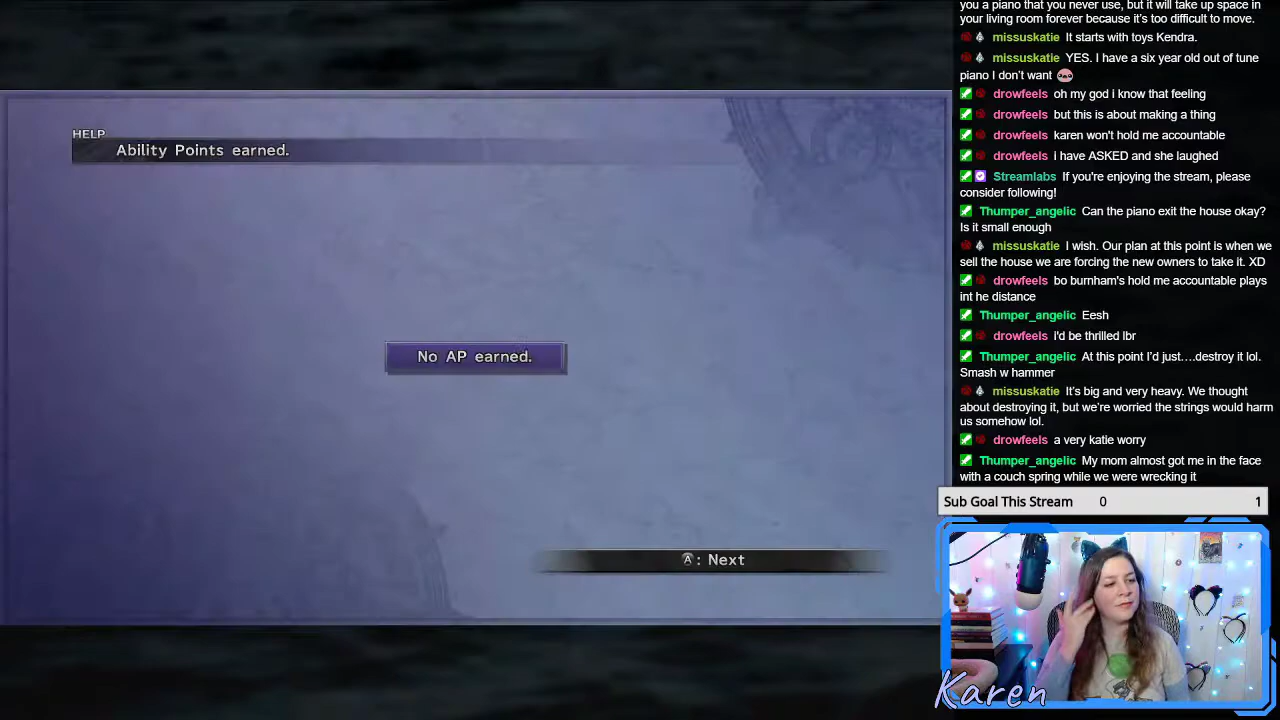 HELP
Ability Points earned.
No AP earned.
A: Next
you a piano that you never use, but it will take up space in
your living room forever because it's too difficult to move.
missuskatie It starts with toys Kendra.
missuskatie YES. I have a six year old out of tune
piano I don't want
drowfeels oh my god i know that feeling
drowfeels but this is about making a thing
drowfeels karen won't hold me accountable
drowfeels i have ASKED and she laughed
Streamlabs If you're enjoying the stream, please
consider following!
Thumper_angelic Can the piano exit the house okay?
Is it small enough
missuskatie I wish. Our plan at this point is when we
sell the house we are forcing the new owners to take it. XD
drowfeels bo burnham's hold me accountable plays
int he distance
Thumper_angelic Eesh
drowfeels i'd be thrilled lbr
Thumper_angelic At this point I'd just....destroy it lol.
Smash w hammer
missuskatie It's big and very heavy. We thought
about destroying it, but we're worried the strings would harm
us somehow lol.
drowfeels a very katie worry
Thumper_angelic My mom almost got me in the face
with a couch spring while we were wrecking it
Sub Goal This Stream 0 1
Karen